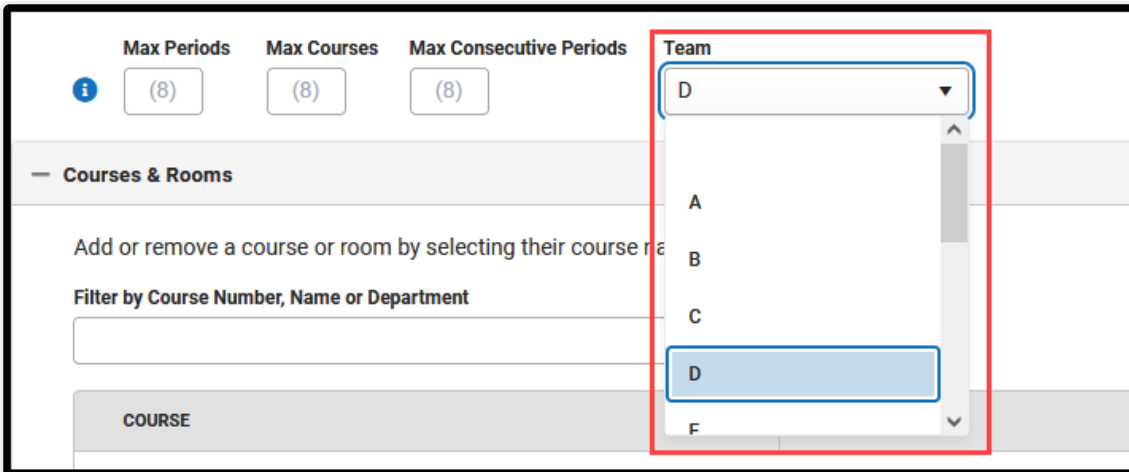 Max Periods Max Courses Max Consecutive Periods Team
i (8) (8) (8) D
Courses & Rooms
A
Add or remove a course or room by selecting their course na
B
Filter by Course Number, Name or Department
C
D
COURSE